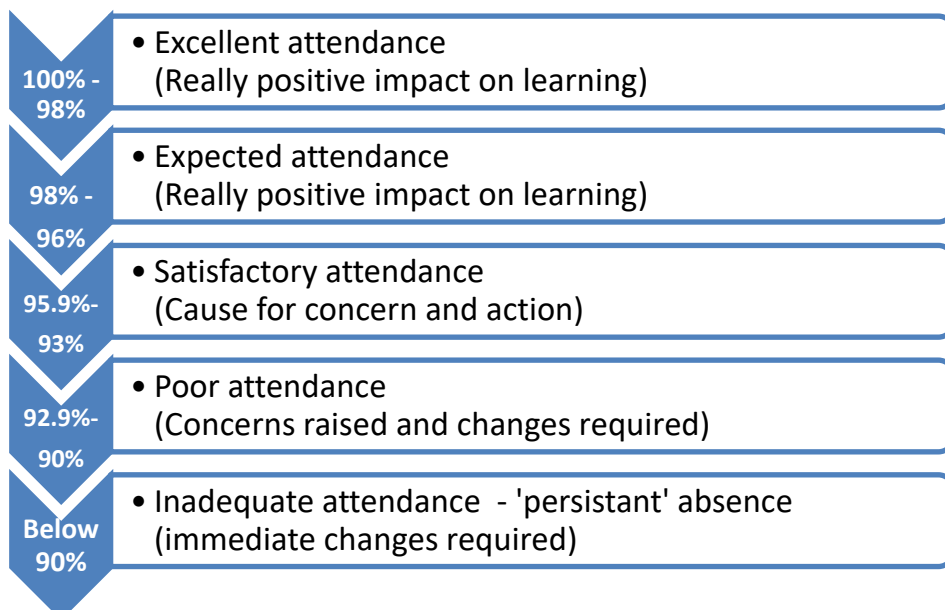 100% -
98%
• Excellent attendance
(Really positive impact on learning)
98% -
96%
• Expected attendance
(Really positive impact on learning)
95.9%-
93%
• Satisfactory attendance
(Cause for concern and action)
92.9%-
90%
• Poor attendance
(Concerns raised and changes required)
Below
90%
• Inadequate attendance - 'persistant' absence
(immediate changes required)